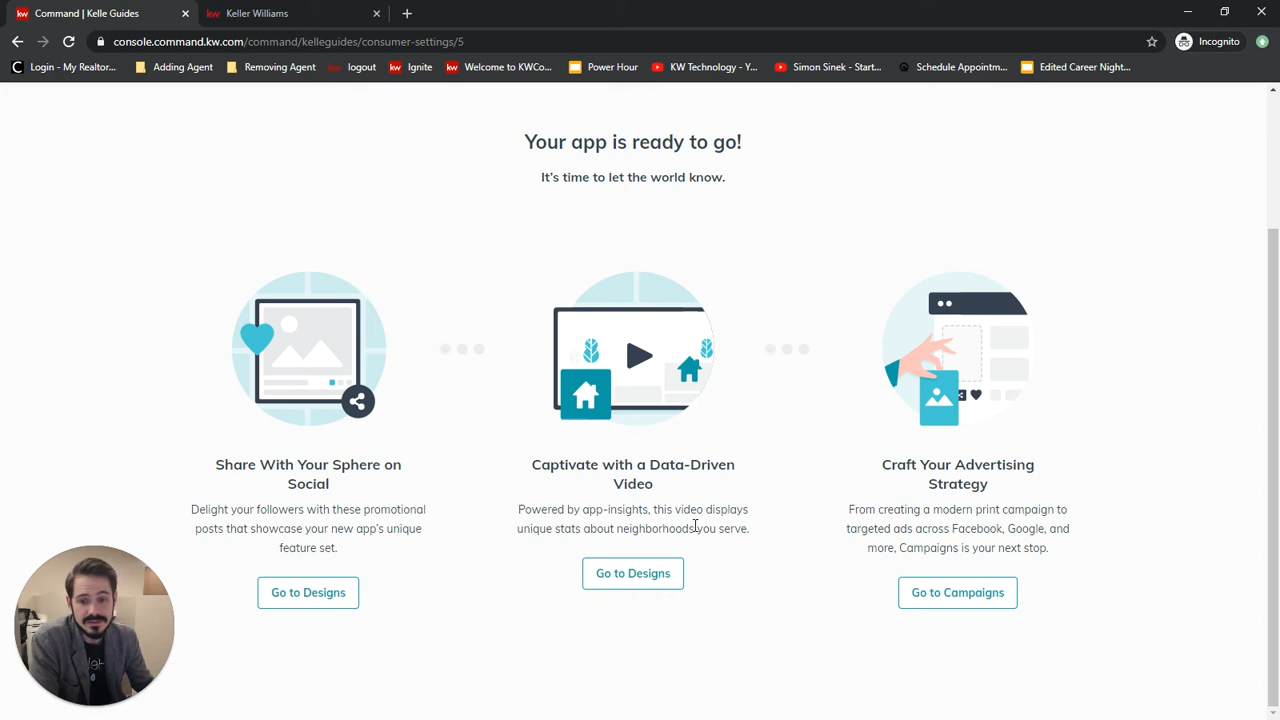 kw Command | Kelle Guides
kw Keller Williams
console.command.kw.com/command/kelleguides/consumer-settings/5
Incognito
Login - My Realtor...
Adding Agent
Removing Agent
logout
kw Ignite
kw Welcome to KWCo...
Power Hour
KW Technology - Y...
Simon Sinek - Start...
Schedule Appointm...
Edited Career Night...
Your app is ready to go!
It's time to let the world know.
Share With Your Sphere on
Social
Delight your followers with these promotional
posts that showcase your new app's unique
feature set.
Go to Designs
Captivate with a Data-Driven
Video
Powered by app-insights, this video displays
unique stats about neighborhoods you serve.
Go to Designs
Craft Your Advertising
Strategy
From creating a modern print campaign to
targeted ads across Facebook, Google, and
more, Campaigns is your next stop.
Go to Campaigns